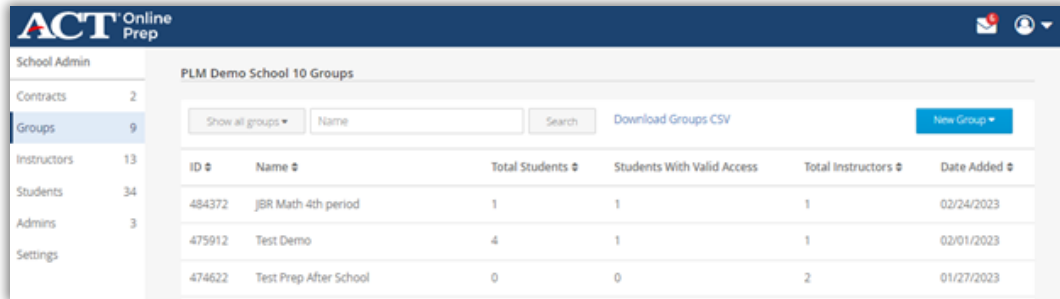 ACT® Online Prep
School Admin
Contracts 2
Groups 9
Instructors 13
Students 34
Admins 3
Settings
PLM Demo School 10 Groups
Show all groups Name Search Download Groups CSV New Group
ID Name Total Students Students With Valid Access Total Instructors Date Added
484372 JBR Math 4th period 1 1 1 02/24/2023
475912 Test Demo 4 1 1 02/01/2023
474622 Test Prep After School 0 0 2 01/27/2023